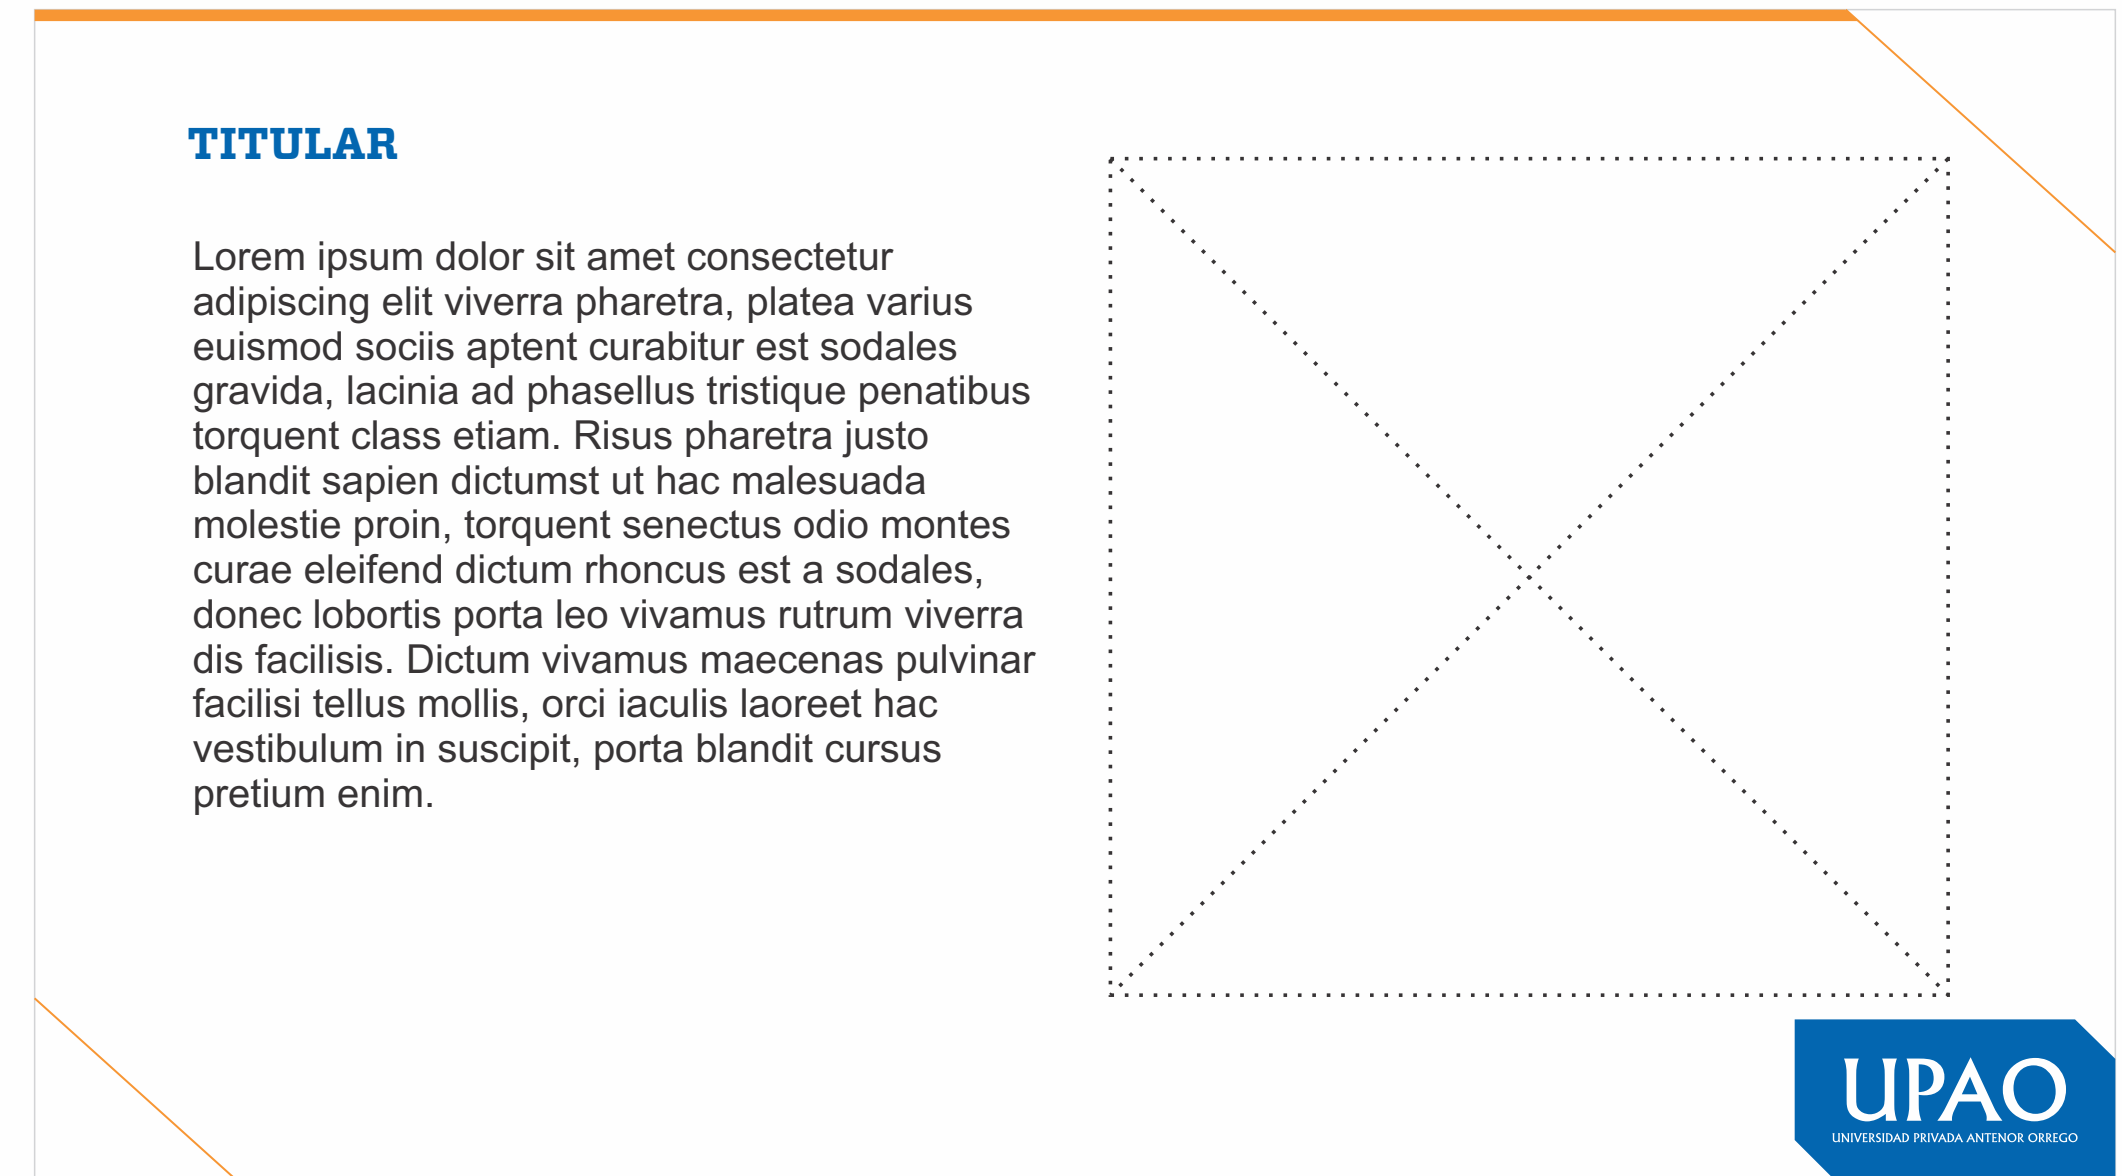 TITULAR
Lorem ipsum dolor sit amet consectetur
adipiscing elit viverra pharetra, platea varius
euismod sociis aptent curabitur est sodales
gravida, lacinia ad phasellus tristique penatibus
torquent class etiam. Risus pharetra justo
blandit sapien dictumst ut hac malesuada
molestie proin, torquent senectus odio montes
curae eleifend dictum rhoncus est a sodales,
donec lobortis porta leo vivamus rutrum viverra
dis facilisis. Dictum vivamus maecenas pulvinar
facilisi tellus mollis, orci iaculis laoreet hac
vestibulum in suscipit, porta blandit cursus
pretium enim.
UPAO
UNIVERSIDAD PRIVADA ANTENOR ORREGO